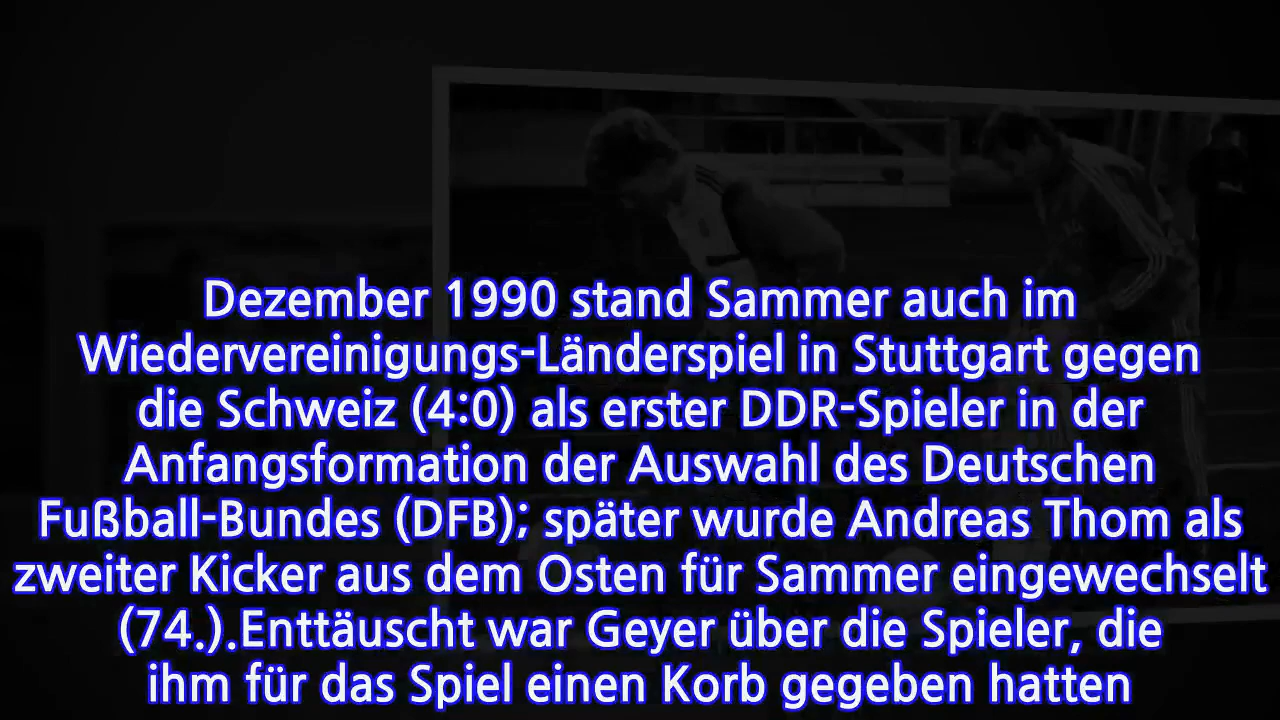 Dezember 1990 stand Sammer auch im
Wiedervereinigungs-Länderspiel in Stuttgart gegen
die Schweiz (4:0) als erster DDR-Spieler in der
Anfangsformation der Auswahl des Deutschen
Fußball-Bundes (DFB); später wurde Andreas Thom als
zweiter Kicker aus dem Osten für Sammer eingewechselt
(74.).Enttäuscht war Geyer über die Spieler, die
ihm für das Spiel einen Korb gegeben hatten